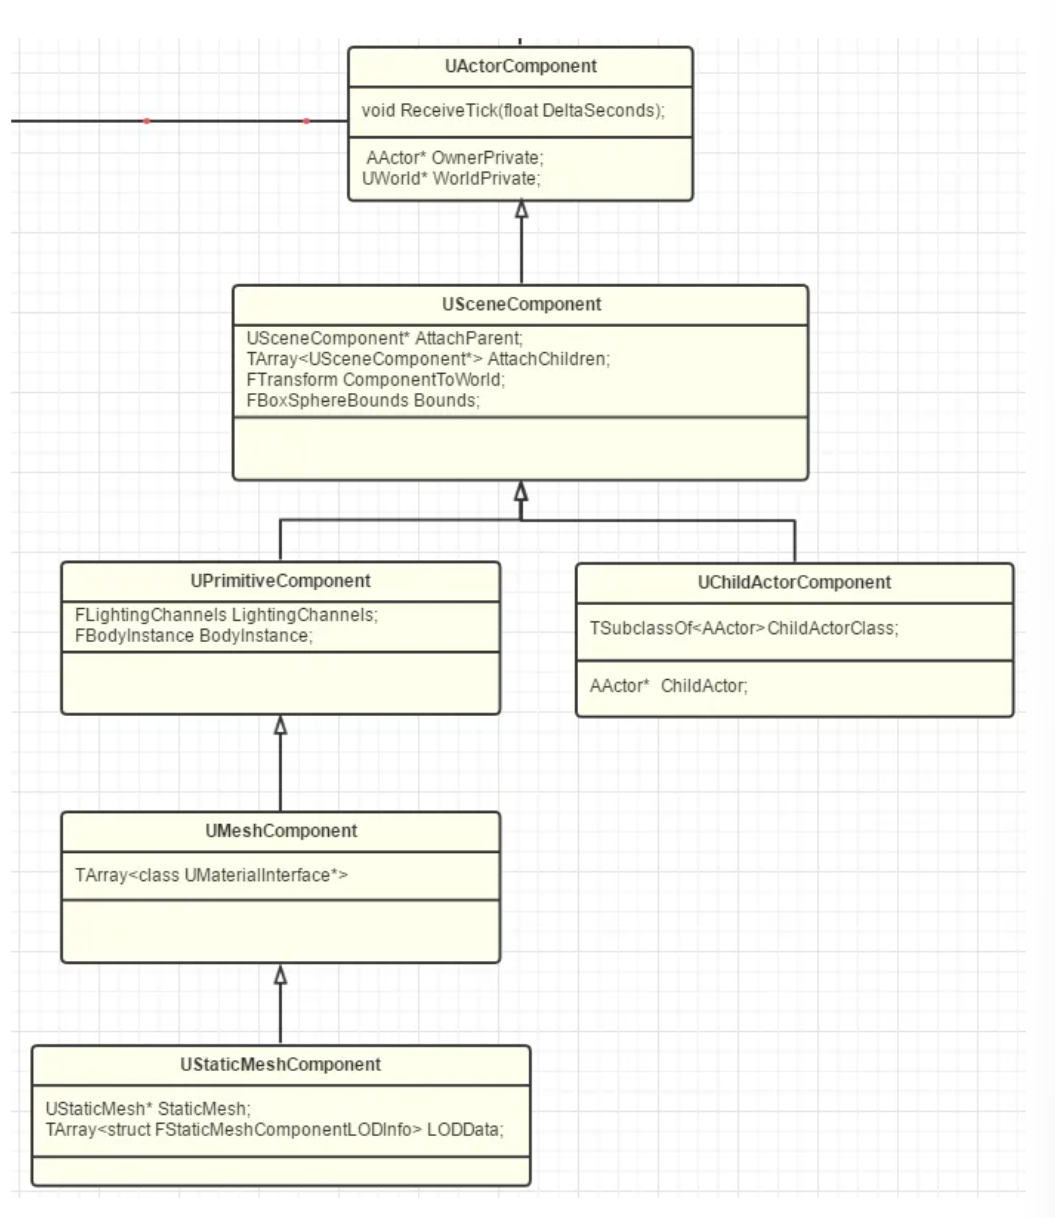 UActorComponent
void ReceiveTick(float DeltaSeconds);
AActor* OwnerPrivate;
UWorld* WorldPrivate;
USceneComponent
USceneComponent* AttachParent;
TArray<USceneComponent*> AttachChildren;
FTransform ComponentToWorld;
FBoxSphereBounds Bounds;
UPrimitiveComponent
FLightingChannels LightingChannels;
FBodyInstance BodyInstance;
UChildActorComponent
TSubclassOf<AActor> ChildActorClass;
AActor* ChildActor;
UMeshComponent
TArray<class UMaterialInterface*>
UStaticMeshComponent
UStaticMesh* StaticMesh;
TArray<struct FStaticMeshComponentLODInfo> LODData;